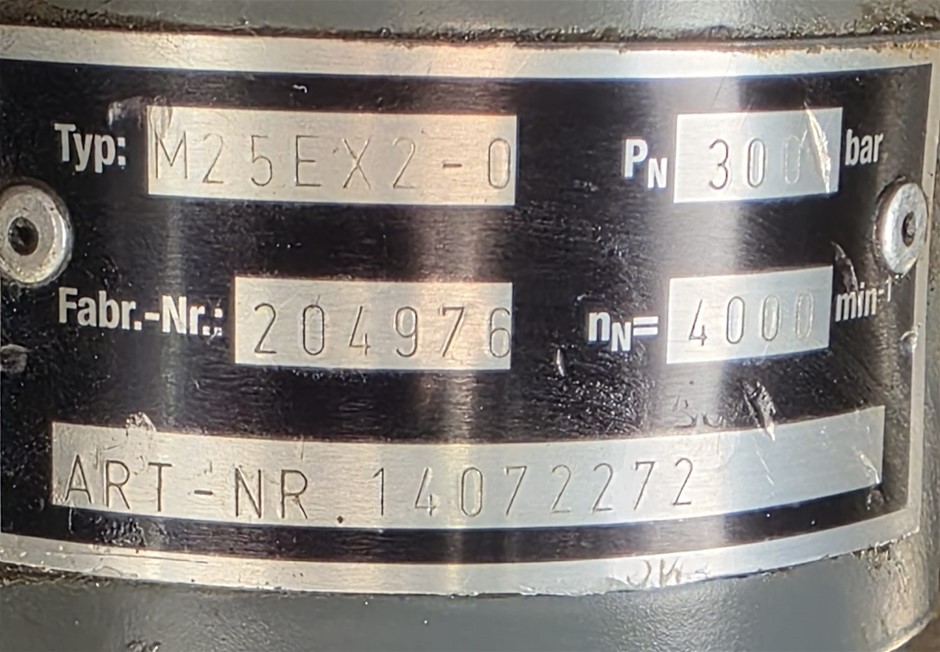 Typ: M25EX2-0 PN 300 bar
Fabr.-Nr.: 204976 nN= 4000 min-1
ART-NR.14072272